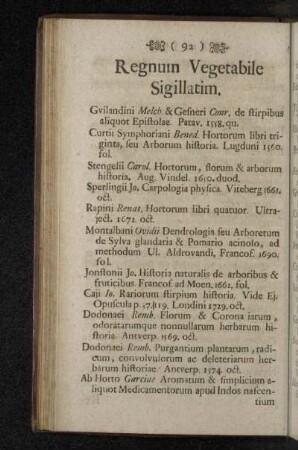 ( 92 )
Regnum Vegetabile
Sigillatim.
Gvilandini Melch & Gesneri Conr, de stirpibus
aliquot Epistolae Patav. 1558. qu.
Curtii Symphoriani Bened. Hortorum libri tri-
ginta, seu Arborum historia. Lugduni 1560.
fol.
Stengelii Carol. Hortorum, florum & arborum
historia. Aug. Vindel. 1650. duod.
Sperlingii Jo. Carpologia physica. Viteberg 1661.
oct.
Rapini Renat. Hortorum libri quatuor. Ultra-
ject. 1672. oct.
Montalbani Ovidii Dendrologia seu Arboretum
de Sylva glandaria & Pomario acinoso, ad
methodum Ul. Aldrovandi, Francof. 1690.
fol.
Jonstonii Jo. Historia naturalis de arboribus &
fruticibus Francof. ad Moen. 1662. fol.
Caji Io. Rariorum stirpium historia. Vide Ej.
Opuscula p. 57. 819. Londini 1729. oct.
Dodonaei Remb. Florum & Corona iarum,
odoratarumque nonnullarum herbarum hi-
storia. Antverp. 1569. oct.
Dodonaei Remb. Purgantium plantarum, radi-
cum, convolvulorum ac deleteriarum her-
barum historiae Antverp. 1574. oct.
Ab Horto Garciae Aromatum & simplicium a-
liquot Medicamentorum apud Indos nascen-
tium